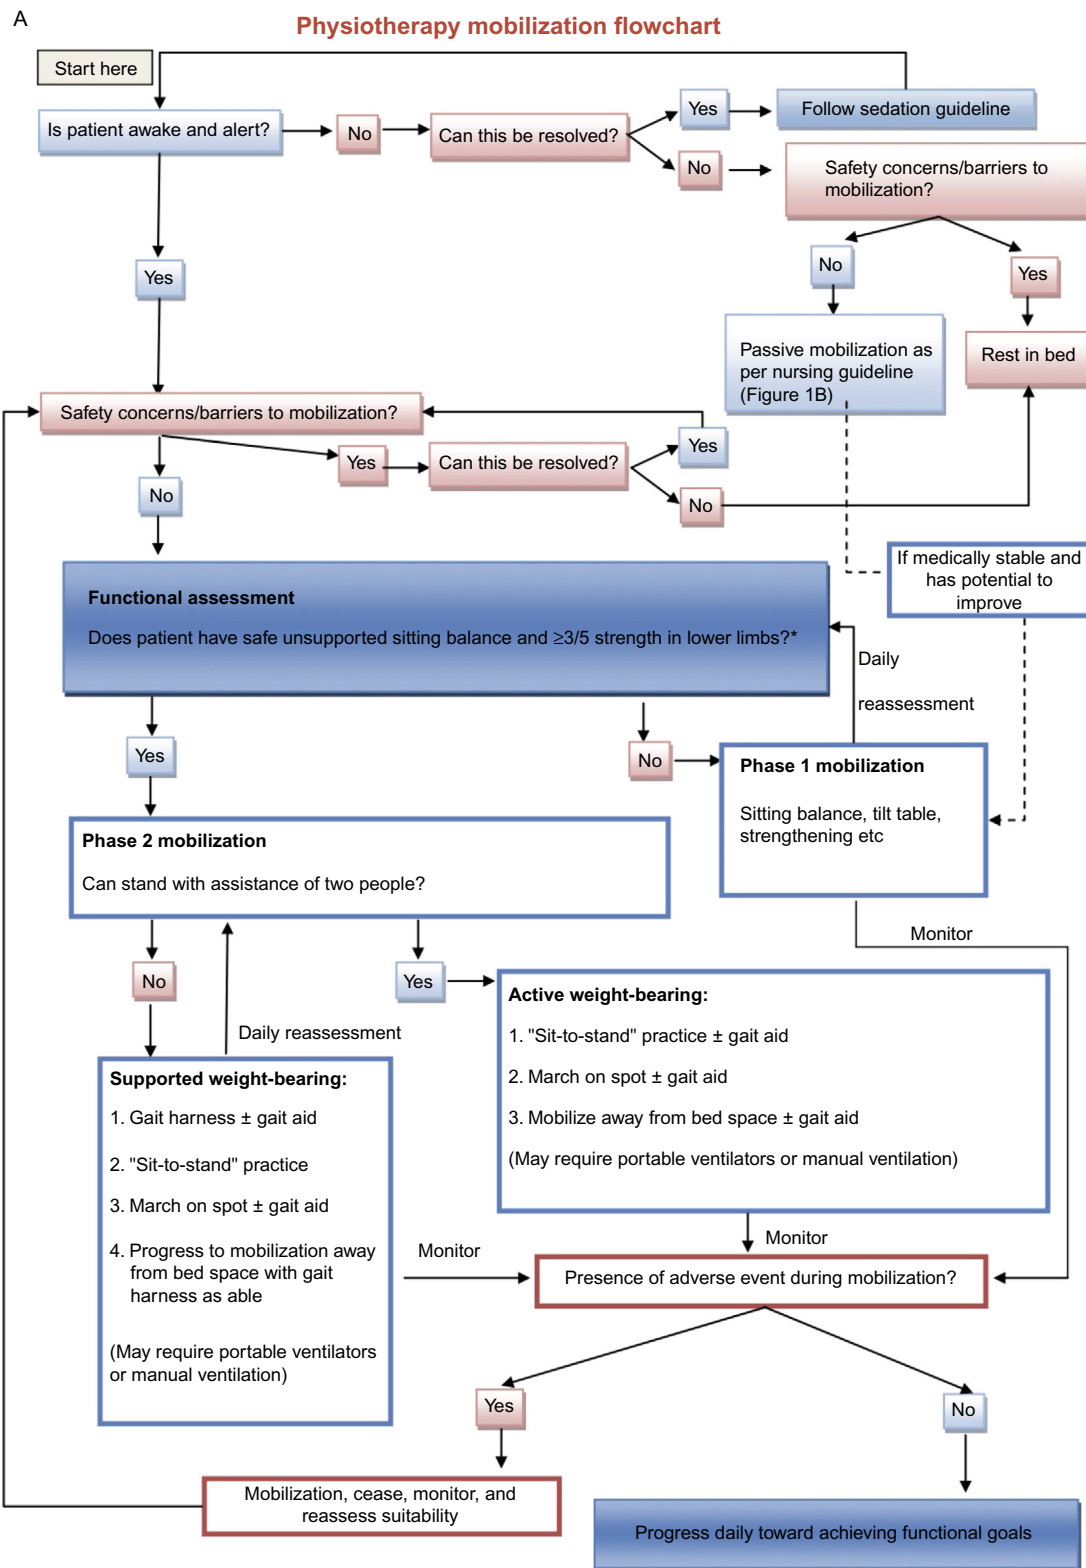 A
Physiotherapy mobilization flowchart
Start here
Is patient awake and alert?
No
Can this be resolved?
Yes
Follow sedation guideline
No
Safety concerns/barriers to
mobilization?
No
Yes
Yes
Passive mobilization as
per nursing guideline
(Figure 1B)
Rest in bed
Safety concerns/barriers to mobilization?
Yes
Can this be resolved?
Yes
No
No
If medically stable and
has potential to
improve
Functional assessment
Does patient have safe unsupported sitting balance and ≥3/5 strength in lower limbs?*
Daily
reassessment
Yes
No
Phase 1 mobilization
Sitting balance, tilt table,
strengthening etc
Phase 2 mobilization
Can stand with assistance of two people?
Monitor
No
Yes
Daily reassessment
Active weight-bearing:
1. "Sit-to-stand" practice ± gait aid
2. March on spot ± gait aid
3. Mobilize away from bed space ± gait aid
(May require portable ventilators or manual ventilation)
Supported weight-bearing:
1. Gait harness ± gait aid
2. "Sit-to-stand" practice
3. March on spot ± gait aid
4. Progress to mobilization away
from bed space with gait
harness as able
(May require portable ventilators
or manual ventilation)
Monitor
Monitor
Presence of adverse event during mobilization?
Yes
No
Mobilization, cease, monitor, and
reassess suitability
Progress daily toward achieving functional goals